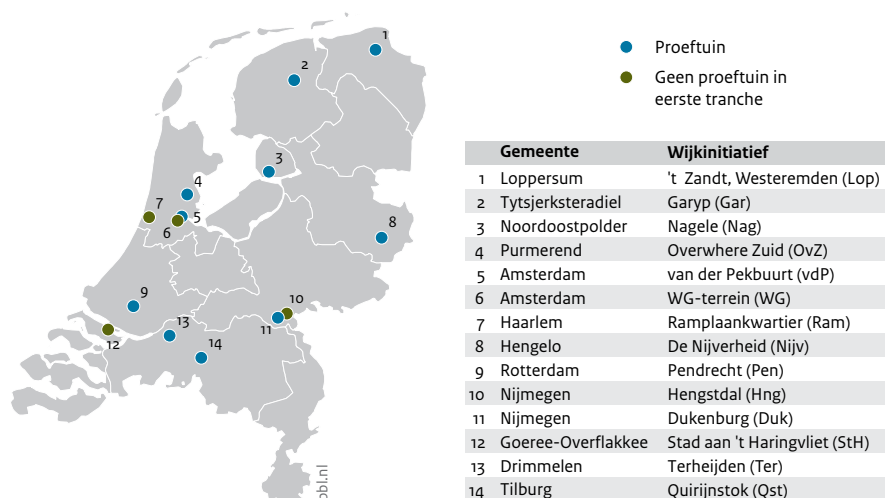 Proeftuin
Geen proeftuin in
eerste tranche
Gemeente Wijkinitiatief
1 Loppersum 't Zandt, Westeremden (Lop)
2 Tytsjerksteradiel Garyp (Gar)
3 Noordoostpolder Nagele (Nag)
4 Purmerend Overwhere Zuid (OvZ)
5 Amsterdam van der Pekbuurt (vdP)
6 Amsterdam WG-terrein (WG)
7 Haarlem Ramplaankwartier (Ram)
8 Hengelo De Nijverheid (Nijv)
9 Rotterdam Pendrecht (Pen)
10 Nijmegen Hengstdal (Hng)
11 Nijmegen Dukenburg (Duk)
12 Goeree-Overflakkee Stad aan 't Haringvliet (StH)
13 Drimmelen Terheijden (Ter)
14 Tilburg Quirijnstok (Qst)
1
2
3
4
7
5
6
8
9
10
13
11
12
14
pbl.nl